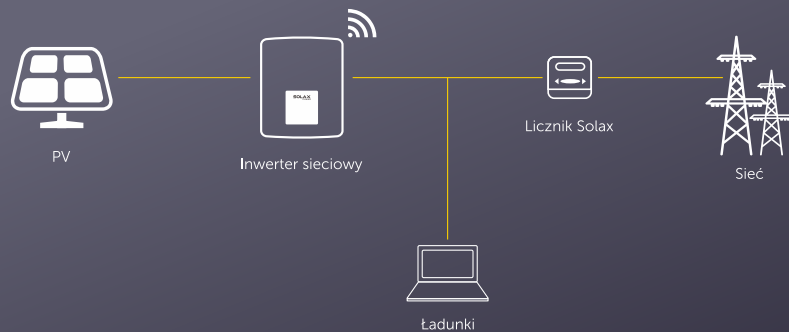 SOLAX
PV
Inwerter sieciowy
Licznik Solax
Sieć
Ładunki